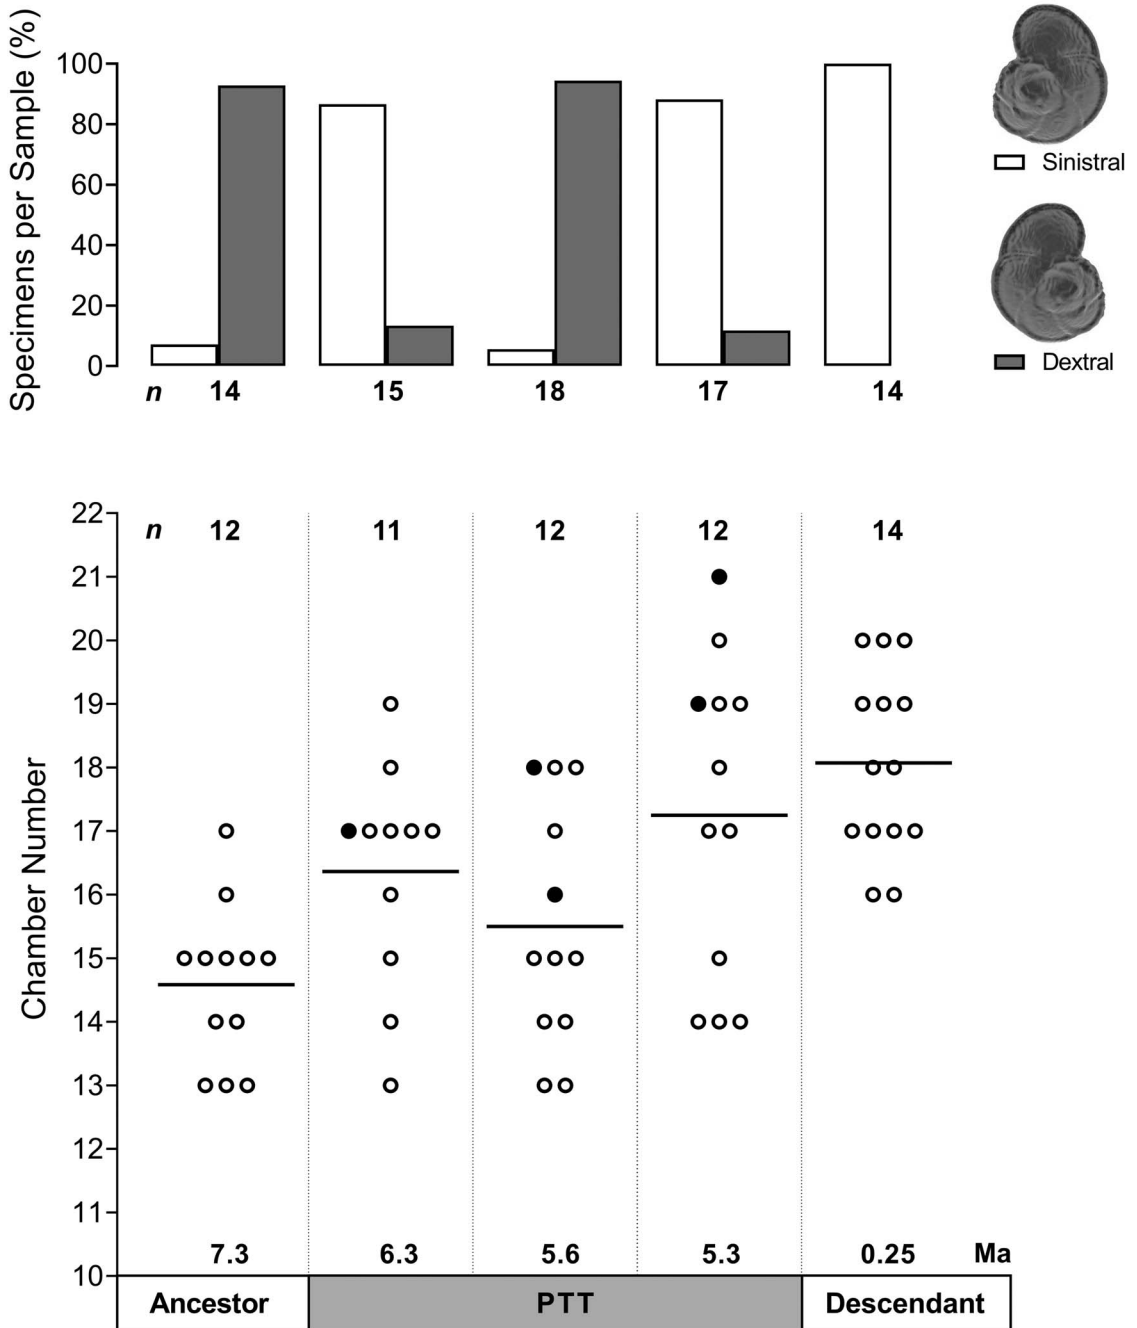 Specimens per Sample (%)
100
80
60
40
20
0
n 14 15 18 17 14
Sinistral
Dextral
Chamber Number
22
21
20
19
18
17
16
15
14
13
12
11
10
n 12 11 12 12 14
7.3 6.3 5.6 5.3 0.25 Ma
Ancestor PTT Descendant